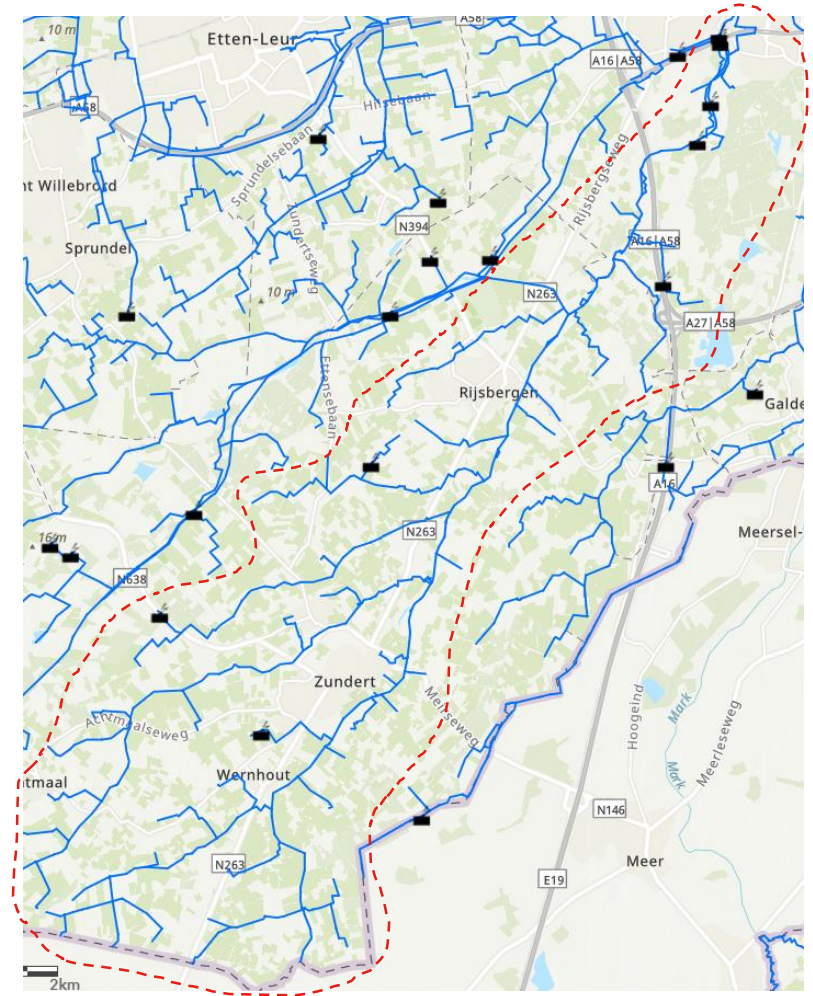 A58
10 m
Etten-Leur
A16|A58
A58
Hilsebaan
Sprundelsebaan
Rijsbergseweg
nt Willebrord
N394
Zundertseweg
Sprundel
A16|A58
10 m
N263
A27|A58
Ettensebaan
Rijsbergen
Galde
A16
N263
Meersel-
16m
N638
Zundert
Meirseweg
Mark
Hoogeind
Achtmaalseweg
Meerleseweg
Mark
Wernhout
tmaal
N146
N263
Meer
E19
2km